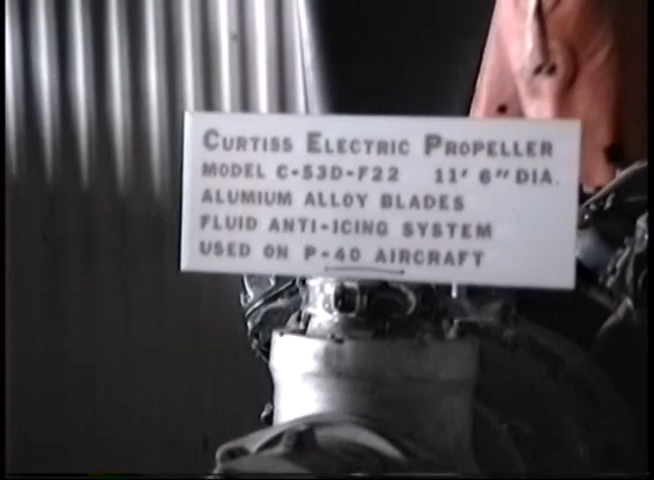 CURTISS ELECTRIC PROPELLER
MODEL C-53D-F22 11' 6" DIA.
ALUMIUM ALLOY BLADES
FLUID ANTI-ICING SYSTEM
USED ON P-40 AIRCRAFT